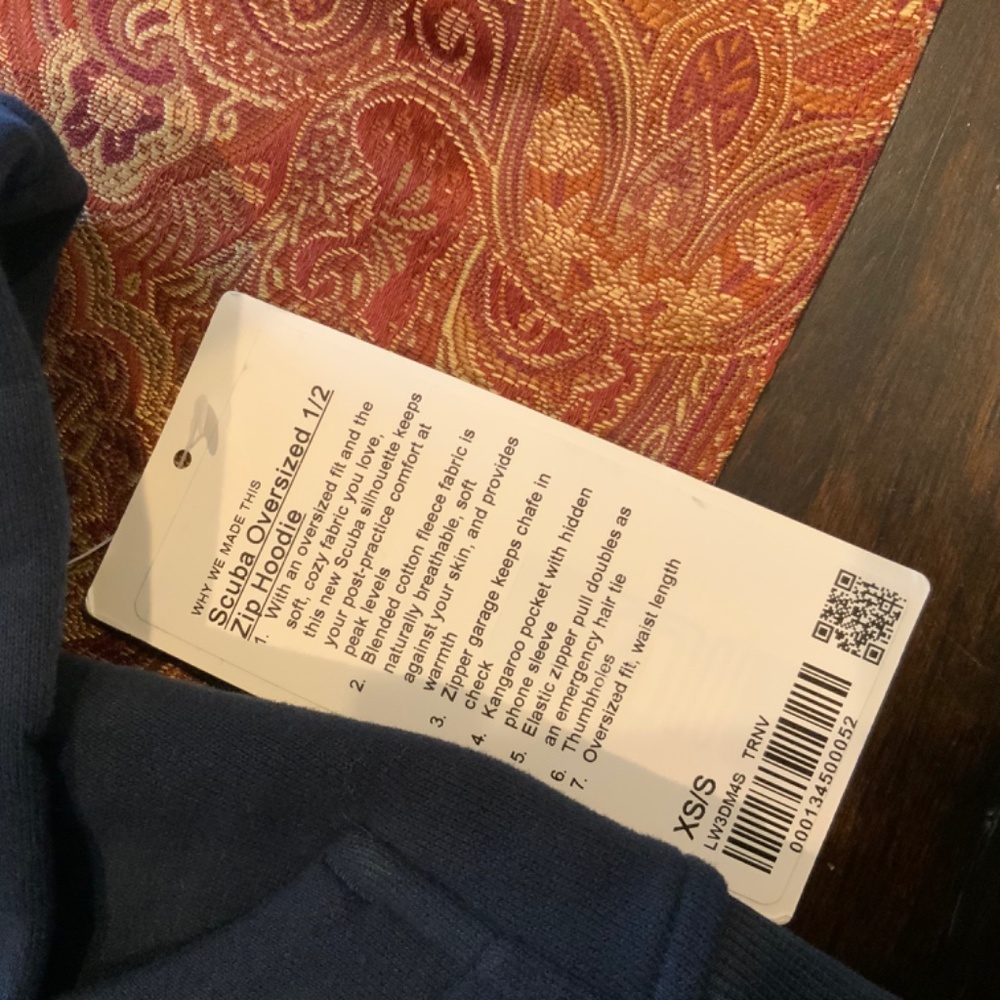 WHY WE MADE THIS
Scuba Oversized 1/2
Zip Hoodie
1. With an oversized fit and the
soft, cozy fabric you love,
this new Scuba silhouette keeps
your post-practice comfort at
peak levels
2. Blended cotton fleece fabric is
naturally breathable, soft
against your skin, and provides
warmth
3. Zipper garage keeps chafe in
check
4. Kangaroo pocket with hidden
phone sleeve
5. Elastic zipper pull doubles as
an emergency hair tie
6. Thumbholes
7. Oversized fit, waist length
XS/S
LW3DM4S TRNV
0001134500052